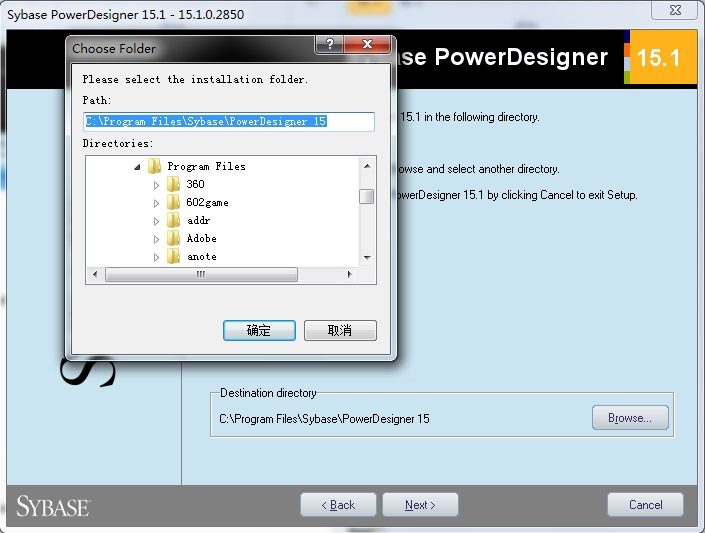 Sybase PowerDesigner 15.1 - 15.1.0.2850
Choose Folder
PowerDesigner
15.1
Please select the installation folder.
Path:
C:\Program Files\Sybase\PowerDesigner 15
15.1 in the following directory.
Directories:
Program Files
and select another directory.
360
15.1 by clicking Cancel to exit Setup.
602game
addr
Adobe
anote
确定
取消
Destination directory
C:\Program Files\Sybase\PowerDesigner 15
Browse...
SYBASE
< Back
Next >
Cancel